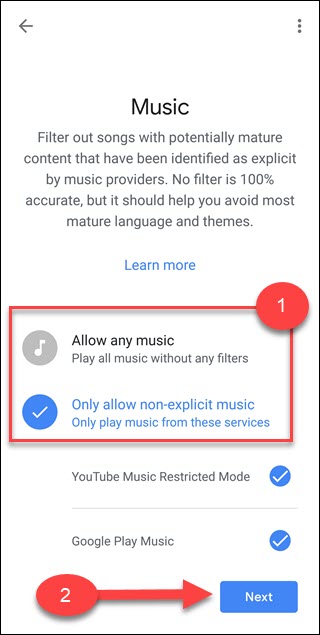 Music
Filter out songs with potentially mature
content that have been identified as explicit
by music providers. No filter is 100%
accurate, but it should help you avoid most
mature language and themes.
Learn more
1
Allow any music
Play all music without any filters
Only allow non-explicit music
Only play music from these services
YouTube Music Restricted Mode
Google Play Music
2
Next